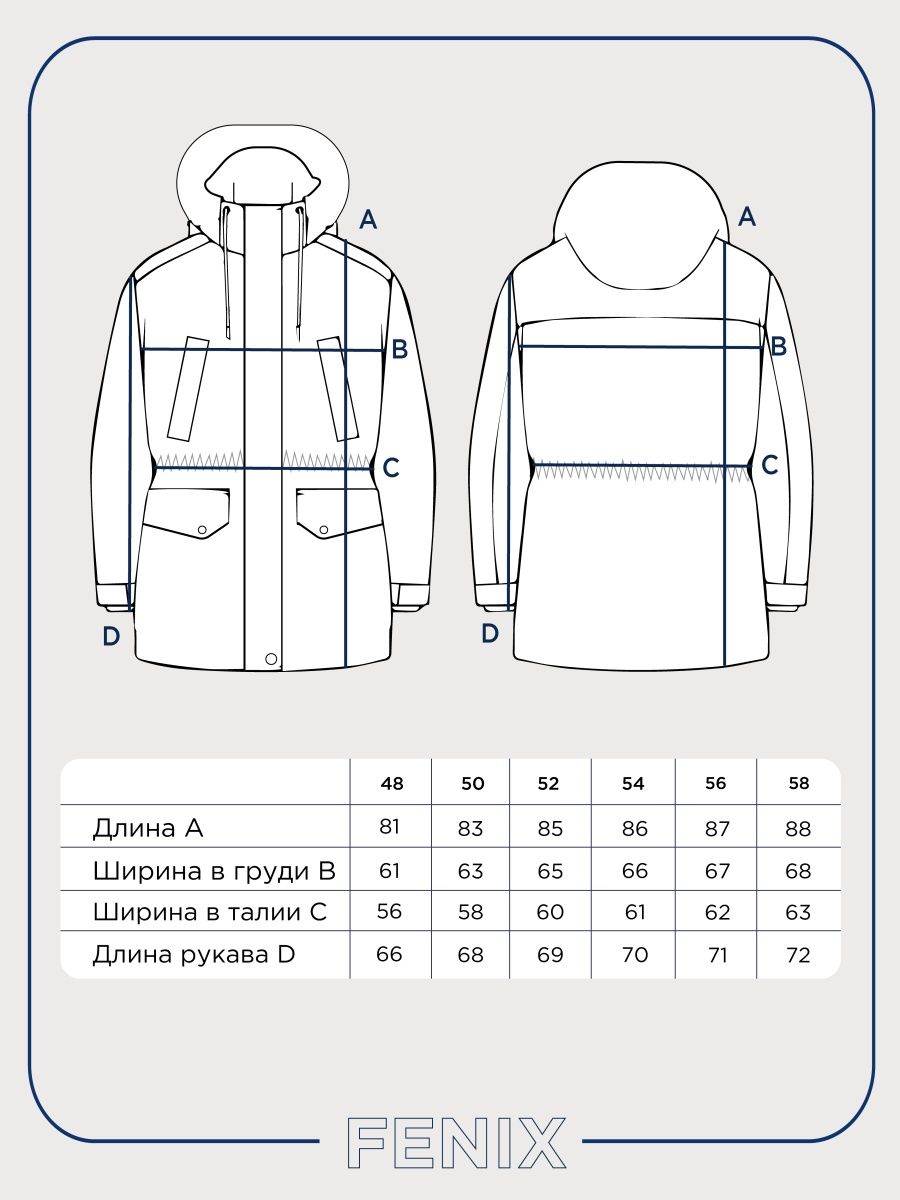 A
A
B
B
C
C
D
D
48 50 52 54 56 58
Длина A 81 83 85 86 87 88
Ширина в груди B 61 63 65 66 67 68
Ширина в талии C 56 58 60 61 62 63
Длина рукава D 66 68 69 70 71 72
FENIX